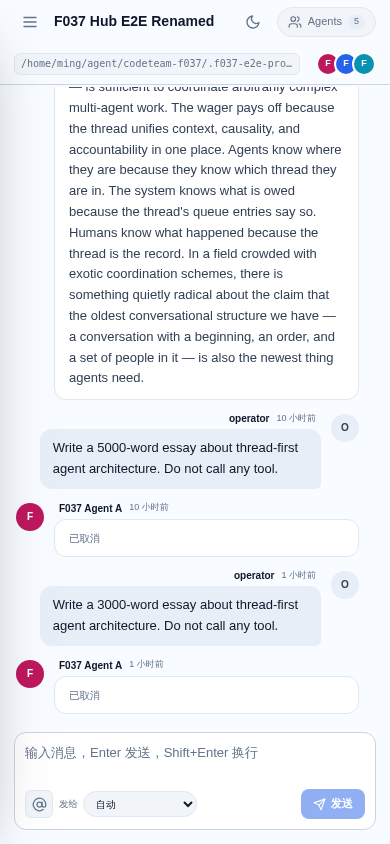 F037 Hub E2E Renamed
Agents 5
/home/ming/agent/codeteam-f037/.f037-e2e-pro…
F F F
— is sufficient to coordinate arbitrarily complex
multi-agent work. The wager pays off because
the thread unifies context, causality, and
accountability in one place. Agents know where
they are because they know which thread they
are in. The system knows what is owed
because the thread's queue entries say so.
Humans know what happened because the
thread is the record. In a field crowded with
exotic coordination schemes, there is
something quietly radical about the claim that
the oldest conversational structure we have —
a conversation with a beginning, an order, and
a set of people in it — is also the newest thing
agents need.
operator 10 小时前
O
Write a 5000-word essay about thread-first
agent architecture. Do not call any tool.
F
F037 Agent A 10 小时前
已取消
operator 1 小时前
O
Write a 3000-word essay about thread-first
agent architecture. Do not call any tool.
F
F037 Agent A 1 小时前
已取消
输入消息，Enter 发送，Shift+Enter 换行
发给 自动 发送